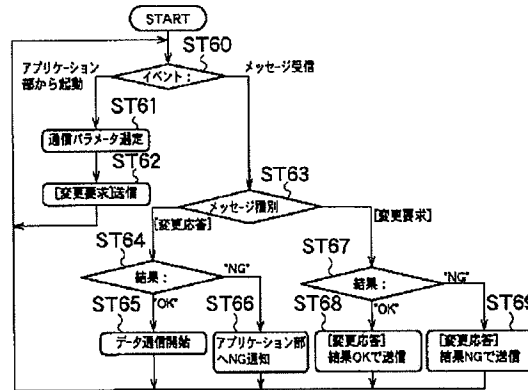 START
ST60
イベント：
アプリケーション
部から起動
メッセージ受信
ST61
通信パラメータ選定
ST62
[変更要求]送信
ST63
メッセージ種別
[変更応答]
[変更要求]
ST64
結果：
"OK"
"NG"
ST67
結果：
"OK"
"NG"
ST65
データ通信開始
ST66
アプリケーション部
へNG通知
ST68
[変更応答]
結果OKで送信
ST69
[変更応答]
結果NGで送信